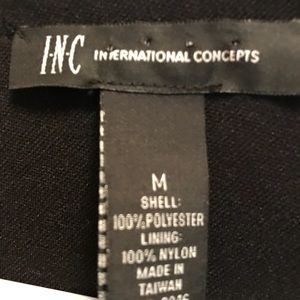 I·N·C INTERNATIONAL CONCEPTS
M
SHELL:
100% POLYESTER
LINING:
100% NYLON
MADE IN
TAIWAN